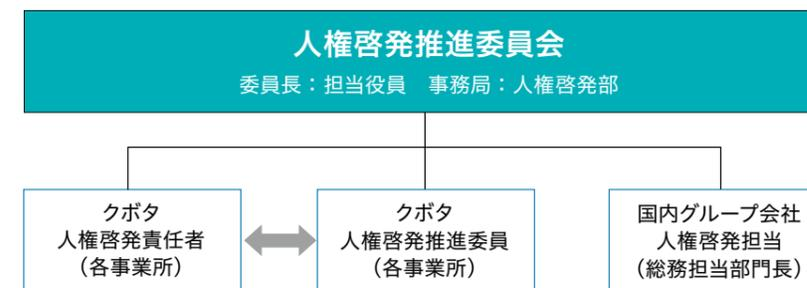 人権啓発推進委員会
委員長：担当役員　事務局：人権啓発部
クボタ
人権啓発責任者
（各事業所）
クボタ
人権啓発推進委員
（各事業所）
国内グループ会社
人権啓発担当
（総務担当部門長）